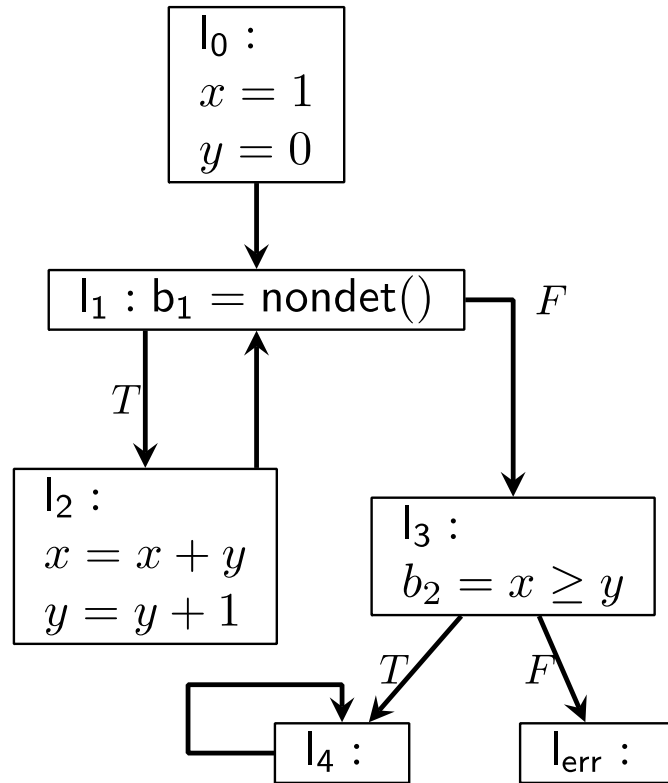 l₀ :
x = 1
y = 0
l₁ : b₁ = nondet()
F
T
l₂ :
x = x + y
y = y + 1
l₃ :
b₂ = x ≥ y
T
F
l₄ :
l_err :